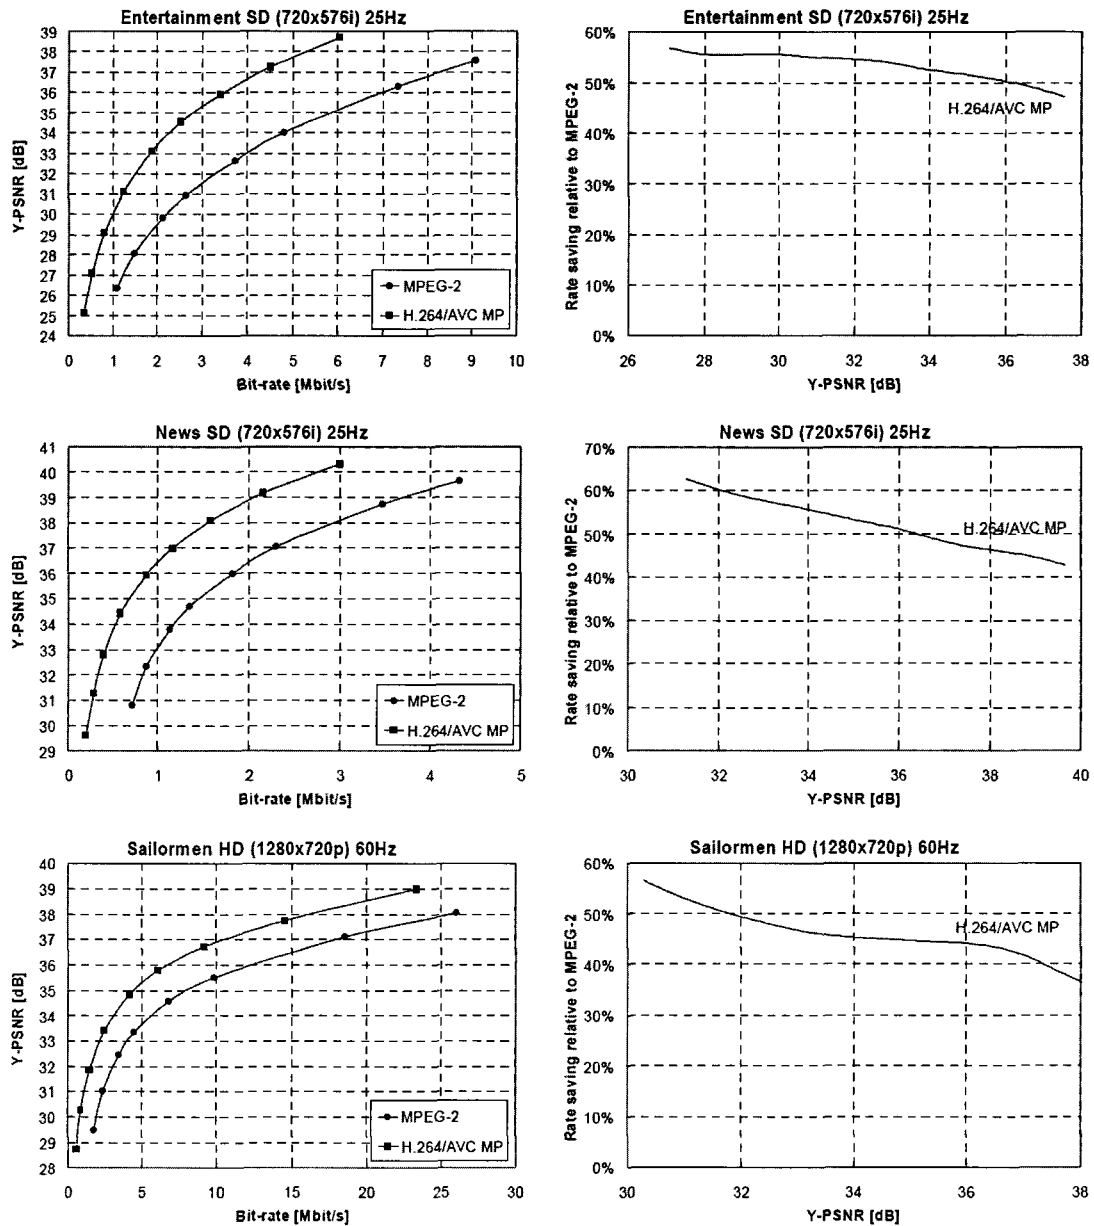 Entertainment SD (720x576i) 25Hz
Y-PSNR [dB]
39
38
37
36
35
34
33
32
31
30
29
28
27
26
25
24
MPEG-2
H.264/AVC MP
0 1 2 3 4 5 6 7 8 9 10
Bit-rate [Mbit/s]
Entertainment SD (720x576i) 25Hz
Rate saving relative to MPEG-2
60%
50%
40%
30%
20%
10%
0%
H.264/AVC MP
26 28 30 32 34 36 38
Y-PSNR [dB]
News SD (720x576i) 25Hz
Y-PSNR [dB]
41
40
39
38
37
36
35
34
33
32
31
30
29
MPEG-2
H.264/AVC MP
0 1 2 3 4 5
Bit-rate [Mbit/s]
News SD (720x576i) 25Hz
Rate saving relative to MPEG-2
70%
60%
50%
40%
30%
20%
10%
0%
H.264/AVC MP
30 32 34 36 38 40
Y-PSNR [dB]
Sailormen HD (1280x720p) 60Hz
Y-PSNR [dB]
40
39
38
37
36
35
34
33
32
31
30
29
28
MPEG-2
H.264/AVC MP
0 5 10 15 20 25 30
Bit-rate [Mbit/s]
Sailormen HD (1280x720p) 60Hz
Rate saving relative to MPEG-2
60%
50%
40%
30%
20%
10%
0%
H.264/AVC MP
30 32 34 36 38
Y-PSNR [dB]